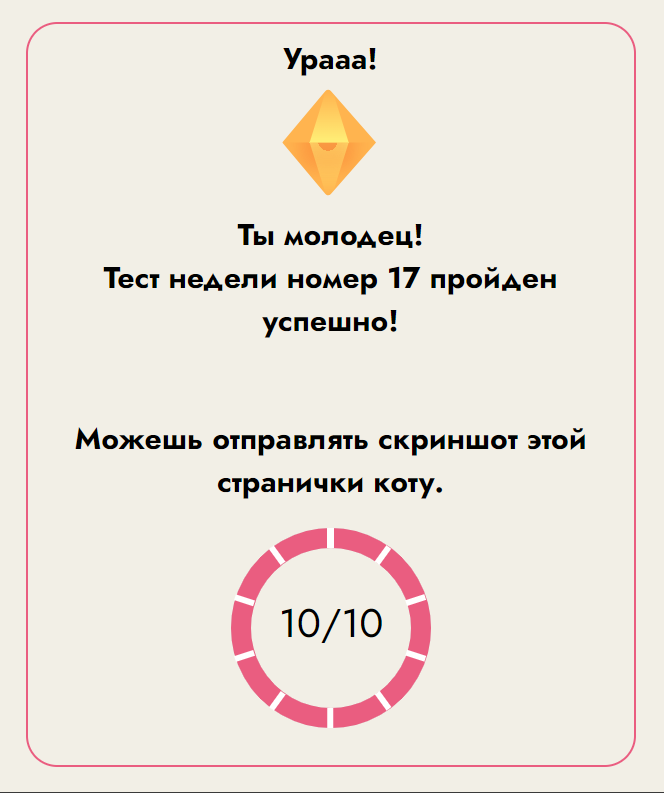 Урааа!
Ты молодец!
Тест недели номер 17 пройден
успешно!
Можешь отправлять скриншот этой
странички коту.
10/10